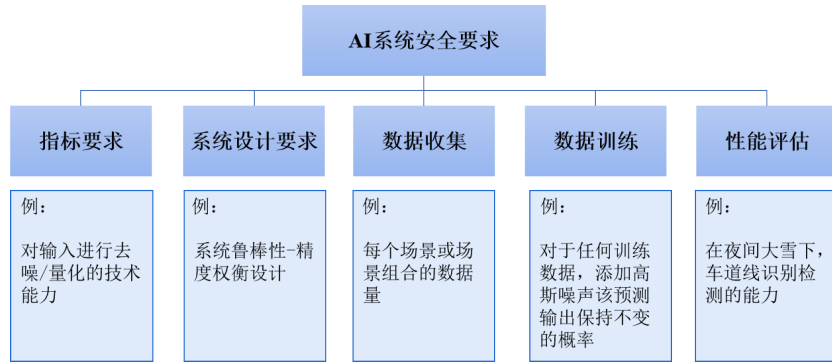 AI系统安全要求
指标要求
系统设计要求
数据收集
数据训练
性能评估
例：
对输入进行去
噪/量化的技术
能力
例：
系统鲁棒性-精
度权衡设计
例：
每个场景或场
景组合的数据
量
例：
对于任何训练
数据，添加高
斯噪声该预测
输出保持不变
的概率
例：
在夜间大雪下，
车道线识别检
测的能力